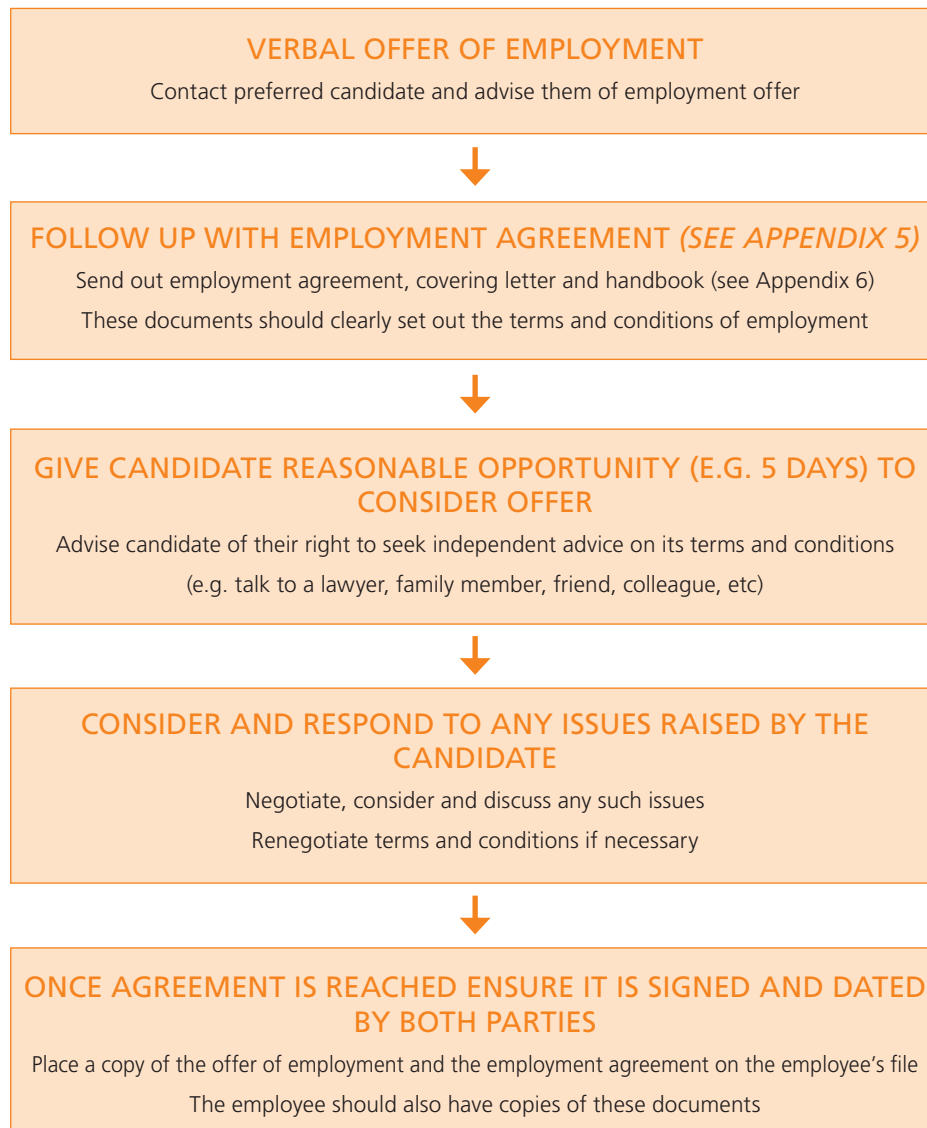 VERBAL OFFER OF EMPLOYMENT
Contact preferred candidate and advise them of employment offer
FOLLOW UP WITH EMPLOYMENT AGREEMENT (SEE APPENDIX 5)
Send out employment agreement, covering letter and handbook (see Appendix 6)
These documents should clearly set out the terms and conditions of employment
GIVE CANDIDATE REASONABLE OPPORTUNITY (E.G. 5 DAYS) TO
CONSIDER OFFER
Advise candidate of their right to seek independent advice on its terms and conditions
(e.g. talk to a lawyer, family member, friend, colleague, etc)
CONSIDER AND RESPOND TO ANY ISSUES RAISED BY THE
CANDIDATE
Negotiate, consider and discuss any such issues
Renegotiate terms and conditions if necessary
ONCE AGREEMENT IS REACHED ENSURE IT IS SIGNED AND DATED
BY BOTH PARTIES
Place a copy of the offer of employment and the employment agreement on the employee’s file
The employee should also have copies of these documents